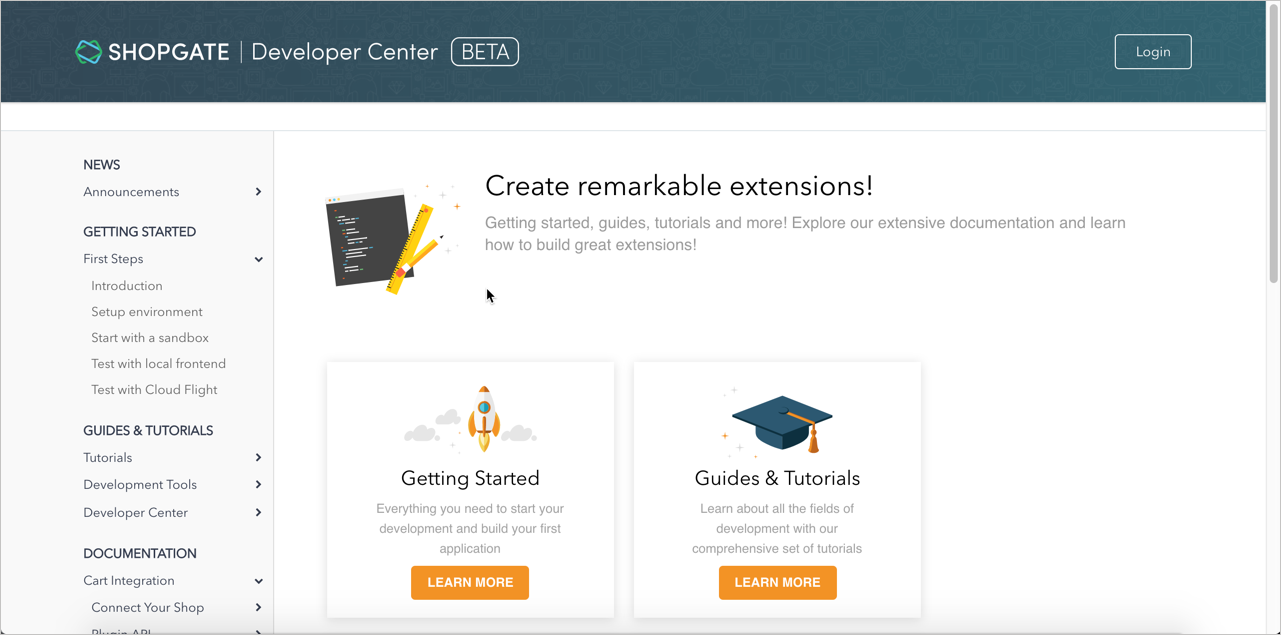 SHOPGATE | Developer Center BETA
Login
NEWS
Announcements
GETTING STARTED
First Steps
Introduction
Setup environment
Start with a sandbox
Test with local frontend
Test with Cloud Flight
GUIDES & TUTORIALS
Tutorials
Development Tools
Developer Center
DOCUMENTATION
Cart Integration
Connect Your Shop
Plugin API
Create remarkable extensions!
Getting started, guides, tutorials and more! Explore our extensive documentation and learn
how to build great extensions!
Getting Started
Everything you need to start your
development and build your first
application
LEARN MORE
Guides & Tutorials
Learn about all the fields of
development with our
comprehensive set of tutorials
LEARN MORE